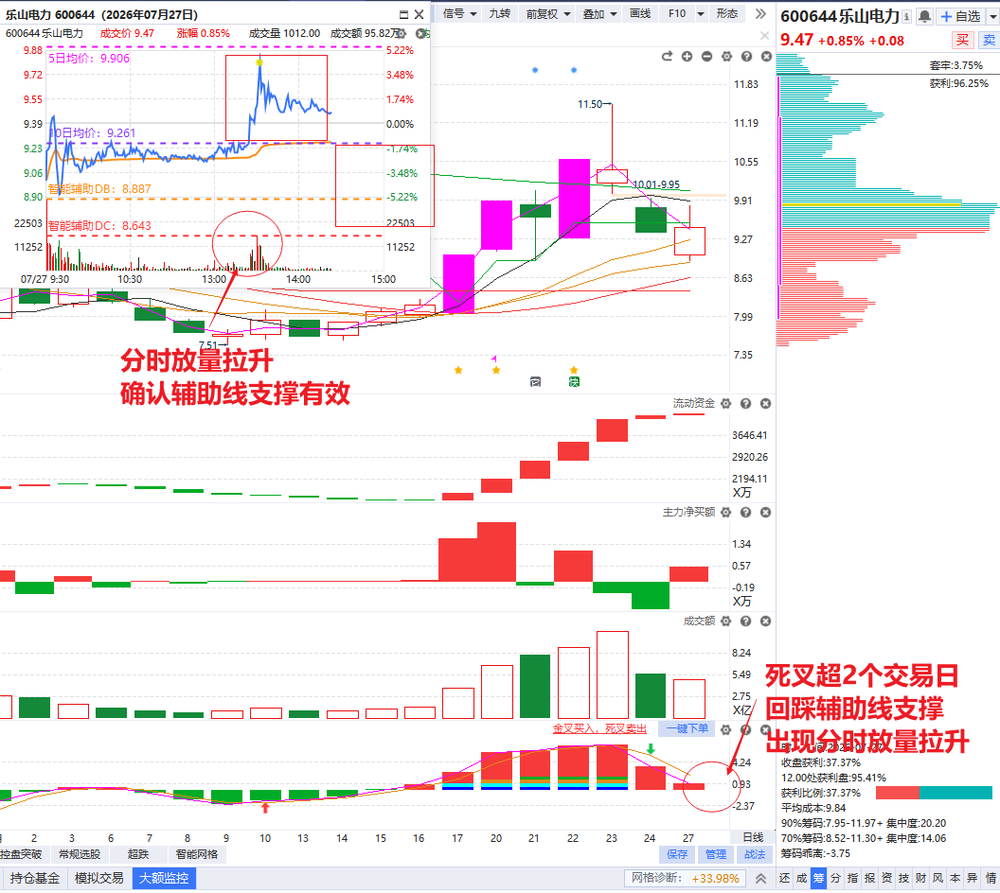 乐山电力 600644（2026年07月27日）
600644 乐山电力 成交价 9.47 涨幅 0.85% 成交量 1012.00 成交额 95.82万
信号 九转 前复权 叠加 画线 F10 形态
600644 乐山电力 自选
9.47 +0.85% +0.08 买 卖
套牢:3.75%
获利:96.25%
9.88
9.72
9.55
9.39
9.23
9.06
8.90
22503
11252
5.22%
3.48%
1.74%
0.00%
-1.74%
-3.48%
-5.22%
22503
11252
5日均价：9.906
10日均价：9.261
智能辅助DB：8.887
智能辅助DC：8.643
07/27 9:30 10:30 13:00 14:00 15:00
11.50
10.01-9.95
7.51
11.83
11.19
10.55
9.91
9.27
8.63
7.99
7.35
分时放量拉升
确认辅助线支撑有效
流动资金
3646.41
2920.26
2194.11
X万
主力净买额
1.34
0.57
-0.19
X万
成交额
8.24
5.49
2.75
X亿
金叉买入，死叉卖出 一键下单
4.24
0.93
-2.37
死叉超2个交易日
回踩辅助线支撑
出现分时放量拉升
收盘获利:37.37%
12.00处获利盘:95.41%
获利比例:37.37%
平均成本:9.84
90%筹码:7.95-11.97+ 集中度:20.20
70%筹码:8.52-11.30+ 集中度:14.06
筹码乖离:-3.75
2 3 6 7 8 9 10 13 14 15 16 17 20 21 22 23 24 27 日线
控盘突破 常规选股 超跌 智能网格 保存 管理 战法
持仓基金 模拟交易 大额监控 网格诊断： +33.98%
还 成 筹 分 指 报 资 技 财 风 本 异 情